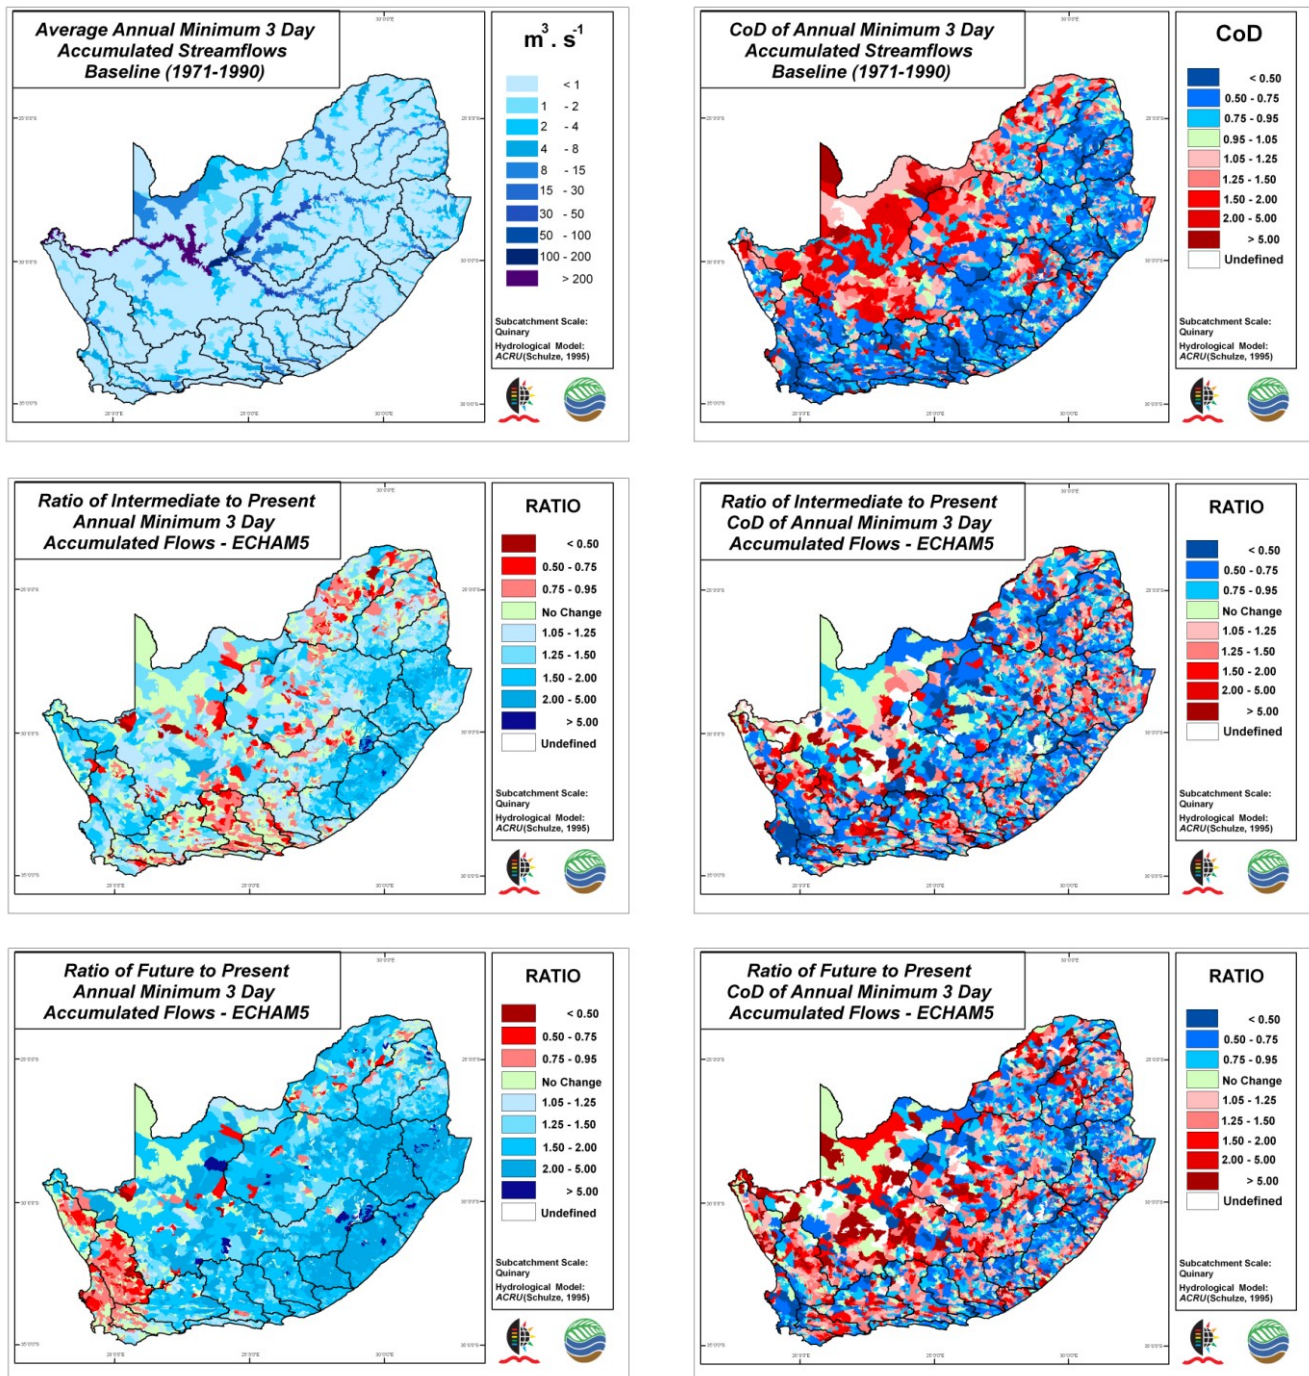 Average Annual Minimum 3 Day
Accumulated Streamflows
Baseline (1971-1990)
m³ . s⁻¹
< 1
1 - 2
2 - 4
4 - 8
8 - 15
15 - 30
30 - 50
50 - 100
100 - 200
> 200
Subcatchment Scale:
Quinary
Hydrological Model:
ACRU(Schulze, 1995)
CoD of Annual Minimum 3 Day
Accumulated Streamflows
Baseline (1971-1990)
CoD
< 0.50
0.50 - 0.75
0.75 - 0.95
0.95 - 1.05
1.05 - 1.25
1.25 - 1.50
1.50 - 2.00
2.00 - 5.00
> 5.00
Undefined
Subcatchment Scale:
Quinary
Hydrological Model:
ACRU(Schulze, 1995)
Ratio of Intermediate to Present
Annual Minimum 3 Day
Accumulated Flows - ECHAM5
RATIO
< 0.50
0.50 - 0.75
0.75 - 0.95
No Change
1.05 - 1.25
1.25 - 1.50
1.50 - 2.00
2.00 - 5.00
> 5.00
Undefined
Subcatchment Scale:
Quinary
Hydrological Model:
ACRU(Schulze, 1995)
Ratio of Intermediate to Present
CoD of Annual Minimum 3 Day
Accumulated Flows - ECHAM5
RATIO
< 0.50
0.50 - 0.75
0.75 - 0.95
No Change
1.05 - 1.25
1.25 - 1.50
1.50 - 2.00
2.00 - 5.00
> 5.00
Undefined
Subcatchment Scale:
Quinary
Hydrological Model:
ACRU(Schulze, 1995)
Ratio of Future to Present
Annual Minimum 3 Day
Accumulated Flows - ECHAM5
RATIO
< 0.50
0.50 - 0.75
0.75 - 0.95
No Change
1.05 - 1.25
1.25 - 1.50
1.50 - 2.00
2.00 - 5.00
> 5.00
Undefined
Subcatchment Scale:
Quinary
Hydrological Model:
ACRU(Schulze, 1995)
Ratio of Future to Present
CoD of Annual Minimum 3 Day
Accumulated Flows - ECHAM5
RATIO
< 0.50
0.50 - 0.75
0.75 - 0.95
No Change
1.05 - 1.25
1.25 - 1.50
1.50 - 2.00
2.00 - 5.00
> 5.00
Undefined
Subcatchment Scale:
Quinary
Hydrological Model:
ACRU(Schulze, 1995)